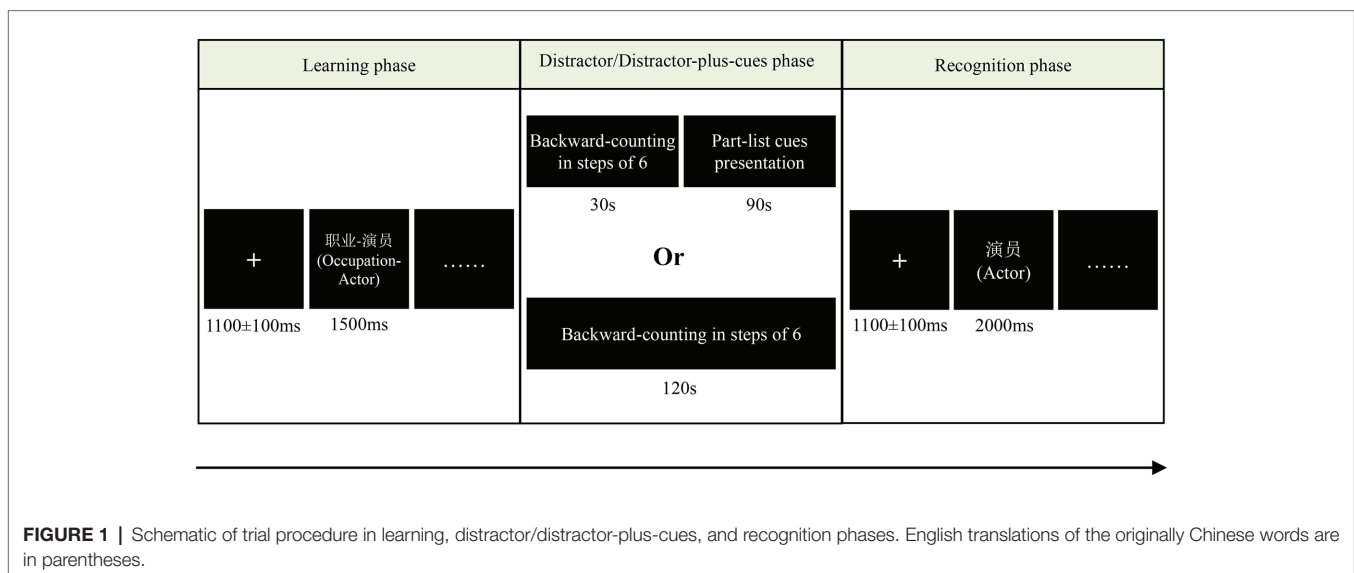 Learning phase
Distractor/Distractor-plus-cues phase
Recognition phase
+
1100±100ms
职业-演员
(Occupation-
Actor)
1500ms
……
Backward-counting
in steps of 6
30s
Part-list cues
presentation
90s
Or
Backward-counting in steps of 6
120s
+
1100±100ms
演员
(Actor)
2000ms
……
FIGURE 1 | Schematic of trial procedure in learning, distractor/distractor-plus-cues, and recognition phases. English translations of the originally Chinese words are
in parentheses.